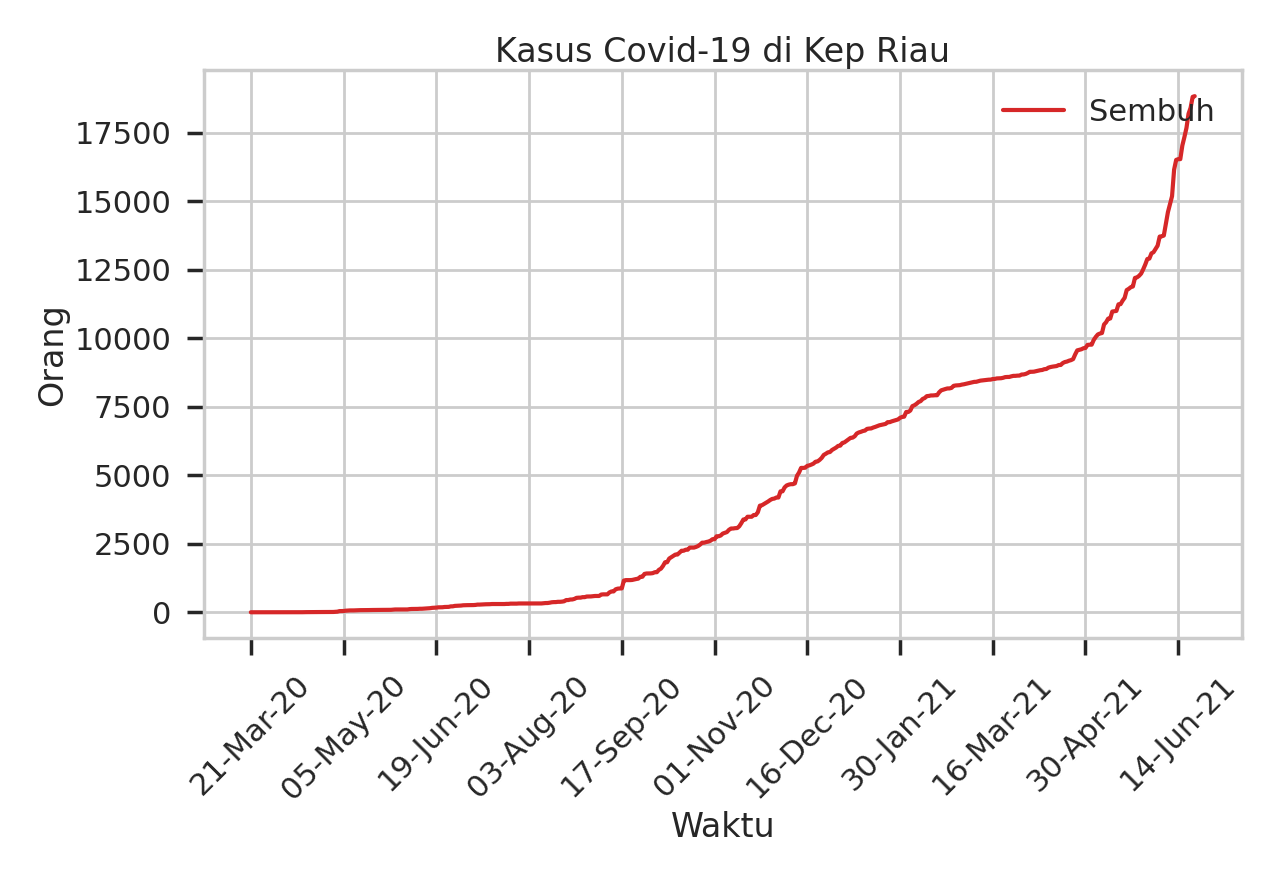 Kasus Covid-19 di Kep Riau
Sembuh
17500
15000
12500
10000
7500
5000
2500
0
Orang
21-Mar-20
05-May-20
19-Jun-20
03-Aug-20
17-Sep-20
01-Nov-20
16-Dec-20
30-Jan-21
16-Mar-21
30-Apr-21
14-Jun-21
Waktu